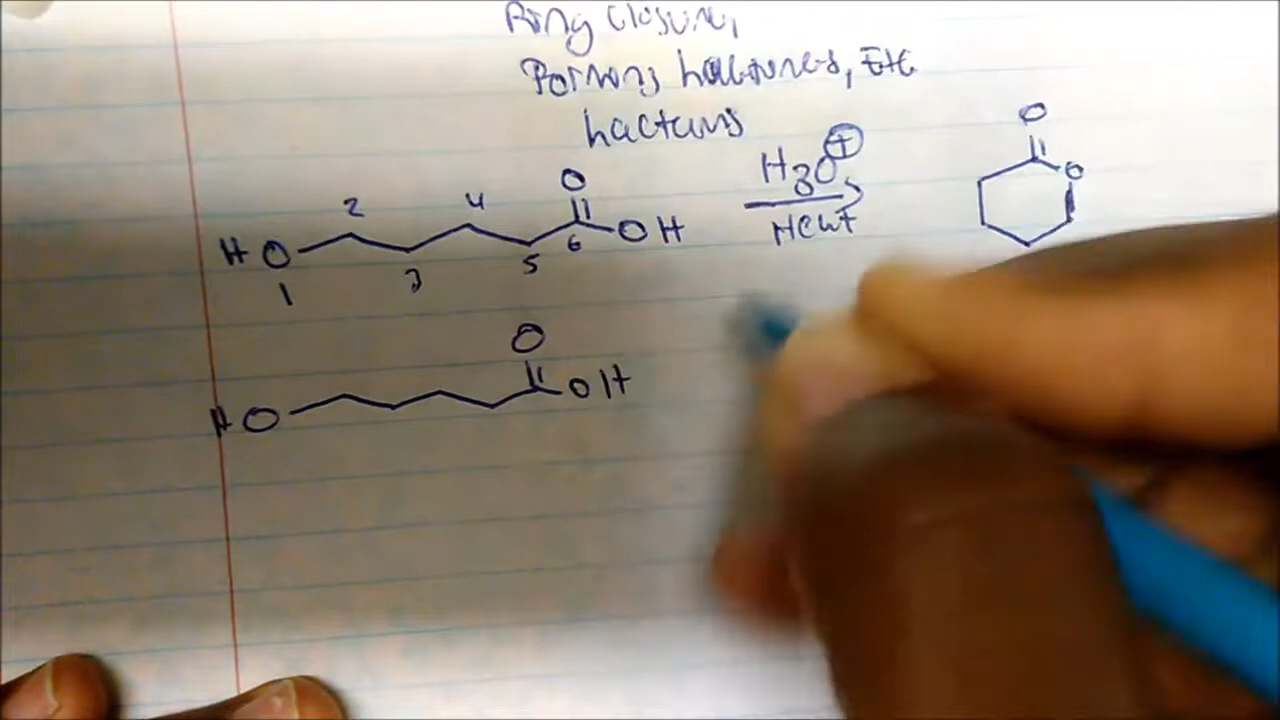 Ring Closure,
Forming lactones, Etc
lactams
H3O⊕
Heat
O
O
O
HO OH
1 2 3 4 5 6
O
HO OH